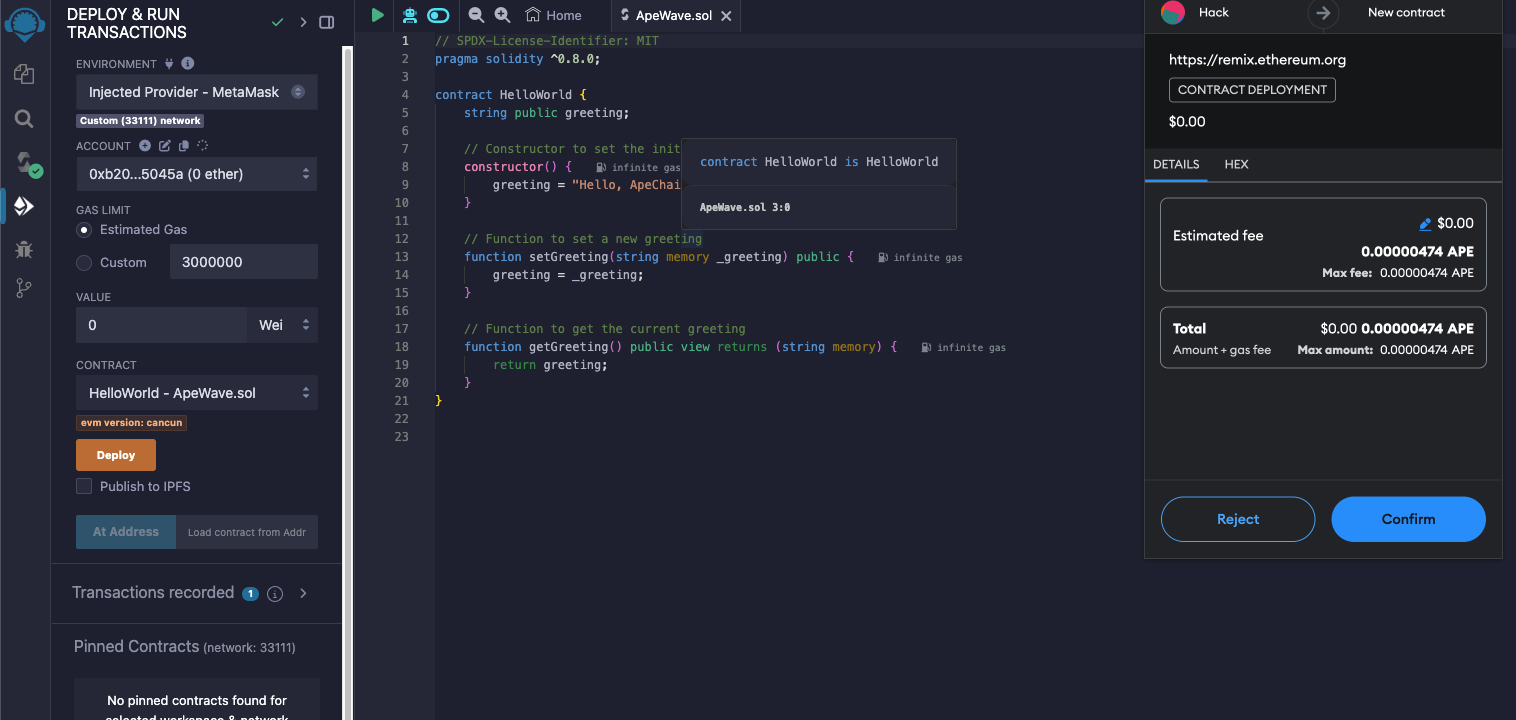 DEPLOY & RUN
TRANSACTIONS
ENVIRONMENT
Injected Provider - MetaMask
Custom (33111) network
ACCOUNT
0xb20...5045a (0 ether)
GAS LIMIT
Estimated Gas
Custom
3000000
VALUE
0
Wei
CONTRACT
HelloWorld - ApeWave.sol
evm version: cancun
Deploy
Publish to IPFS
At Address
Load contract from Addr
Transactions recorded 1
Pinned Contracts (network: 33111)
No pinned contracts found for
selected workspace & network
Home
ApeWave.sol
1 // SPDX-License-Identifier: MIT
2 pragma solidity ^0.8.0;
3
4 contract HelloWorld {
5 string public greeting;
6
7 // Constructor to set the init
8 constructor() { infinite gas
9 greeting = "Hello, ApeChai
10 }
11
12 // Function to set a new greeting
13 function setGreeting(string memory _greeting) public { infinite gas
14 greeting = _greeting;
15 }
16
17 // Function to get the current greeting
18 function getGreeting() public view returns (string memory) { infinite gas
19 return greeting;
20 }
21 }
22
23
contract HelloWorld is HelloWorld
ApeWave.sol 3:0
Hack
New contract
https://remix.ethereum.org
CONTRACT DEPLOYMENT
$0.00
DETAILS
HEX
Estimated fee
$0.00
0.00000474 APE
Max fee: 0.00000474 APE
Total
$0.00 0.00000474 APE
Amount + gas fee
Max amount: 0.00000474 APE
Reject
Confirm